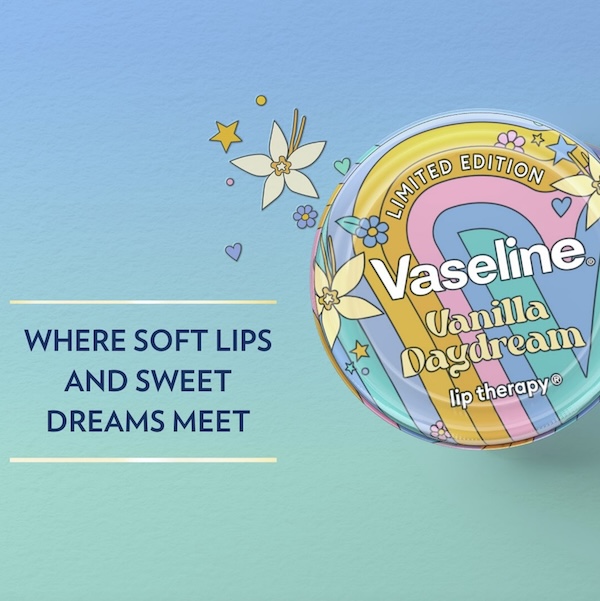 WHERE SOFT LIPS
AND SWEET
DREAMS MEET
LIMITED EDITION
Vaseline®
Vanilla
Daydream
lip therapy®